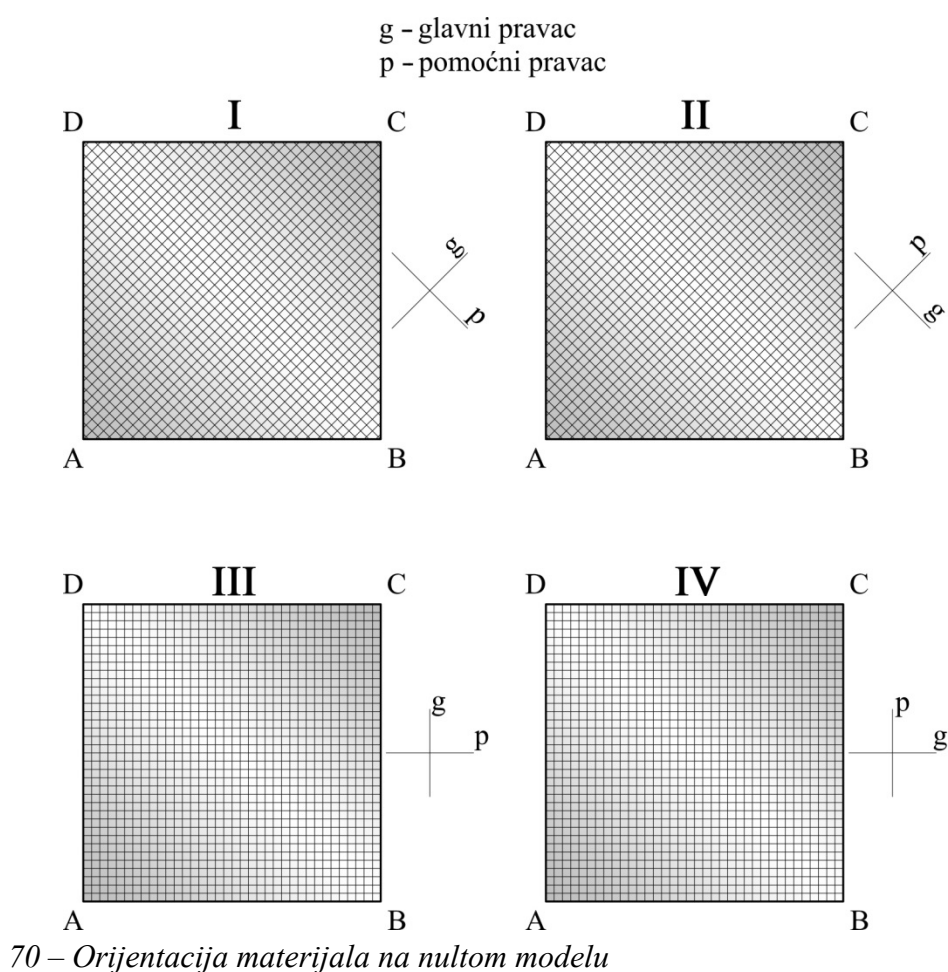 g - glavni pravac
p - pomoćni pravac
D I C
g
p
A B
D II C
p
g
A B
D III C
g
p
A B
D IV C
p
g
A B
70 – Orijentacija materijala na nultom modelu